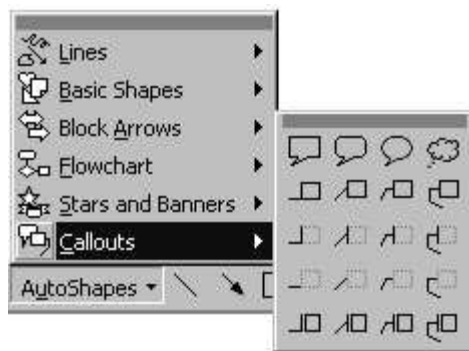 Lines
Basic Shapes
Block Arrows
Flowchart
Stars and Banners
Callouts
AutoShapes